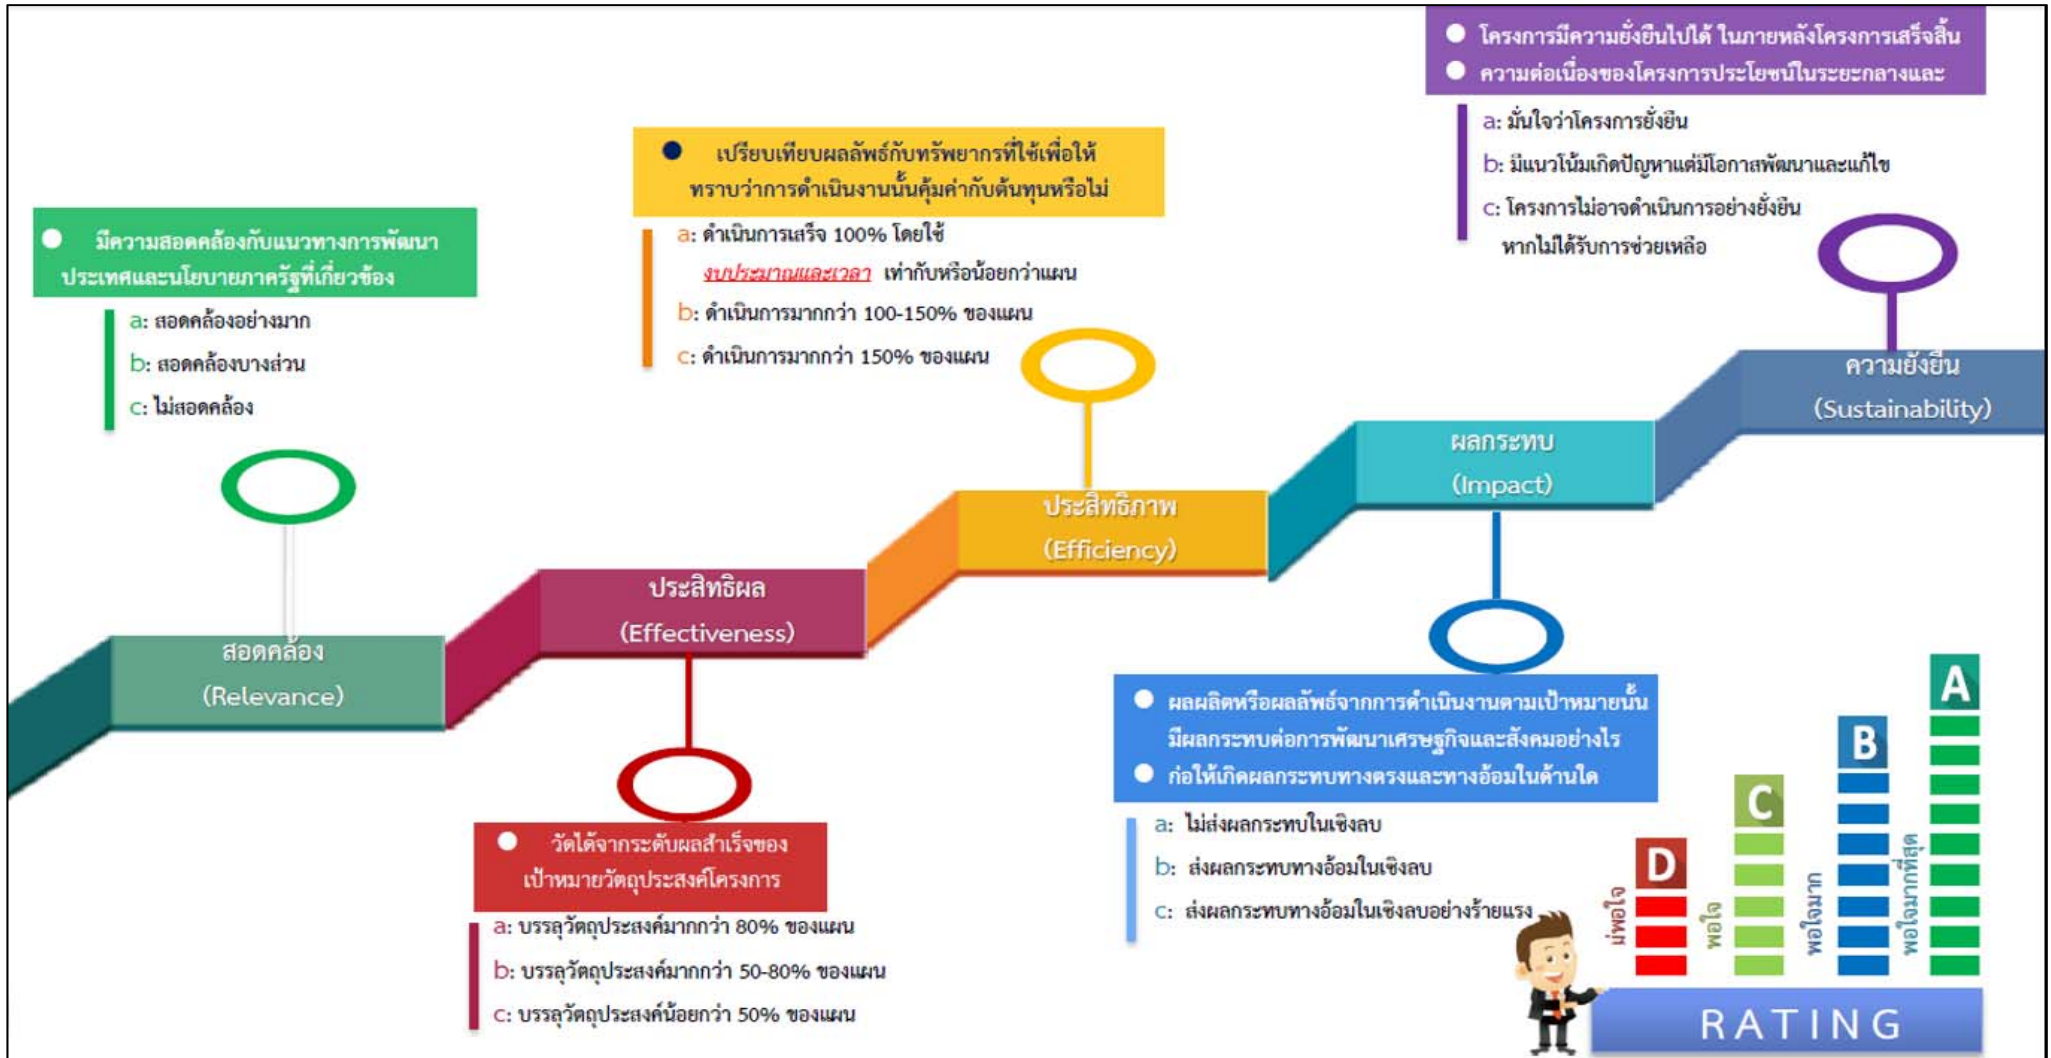 มีความสอดคล้องกับแนวทางการพัฒนา
ประเทศและนโยบายภาครัฐที่เกี่ยวข้อง
a: สอดคล้องอย่างมาก
b: สอดคล้องบางส่วน
c: ไม่สอดคล้อง
สอดคล้อง
(Relevance)
ประสิทธิผล
(Effectiveness)
วัดได้จากระดับผลสำเร็จของ
เป้าหมายวัตถุประสงค์โครงการ
a: บรรลุวัตถุประสงค์มากกว่า 80% ของแผน
b: บรรลุวัตถุประสงค์มากกว่า 50-80% ของแผน
c: บรรลุวัตถุประสงค์น้อยกว่า 50% ของแผน
เปรียบเทียบผลลัพธ์กับทรัพยากรที่ใช้เพื่อให้
ทราบว่าการดำเนินงานนั้นคุ้มค่ากับต้นทุนหรือไม่
a: ดำเนินการเสร็จ 100% โดยใช้
งบประมาณและเวลา เท่ากับหรือน้อยกว่าแผน
b: ดำเนินการมากกว่า 100-150% ของแผน
c: ดำเนินการมากกว่า 150% ของแผน
ประสิทธิภาพ
(Efficiency)
ผลกระทบ
(Impact)
ผลผลิตหรือผลลัพธ์จากการดำเนินงานตามเป้าหมายนั้น
มีผลกระทบต่อการพัฒนาเศรษฐกิจและสังคมอย่างไร
ก่อให้เกิดผลกระทบทางตรงและทางอ้อมในด้านใด
a: ไม่ส่งผลกระทบในเชิงลบ
b: ส่งผลกระทบทางอ้อมในเชิงลบ
c: ส่งผลกระทบทางอ้อมในเชิงลบอย่างร้ายแรง
โครงการมีความยั่งยืนไปได้ ในภายหลังโครงการเสร็จสิ้น
ความต่อเนื่องของโครงการประโยชน์ในระยะกลางและ
a: มั่นใจว่าโครงการยั่งยืน
b: มีแนวโน้มเกิดปัญหาแต่มีโอกาสพัฒนาและแก้ไข
c: โครงการไม่อาจดำเนินการอย่างยั่งยืน
หากไม่ได้รับการช่วยเหลือ
ความยั่งยืน
(Sustainability)
D
C
B
A
ม่พอใจ
พอใจ
พอใจมาก
พอใจมากที่สุด
RATING